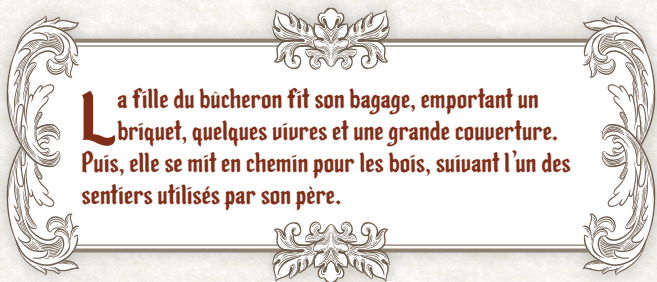 La fille du bûcheron fit son bagage, emportant un
briquet, quelques vivres et une grande couverture.
Puis, elle se mit en chemin pour les bois, suivant l'un des
sentiers utilisés par son père.